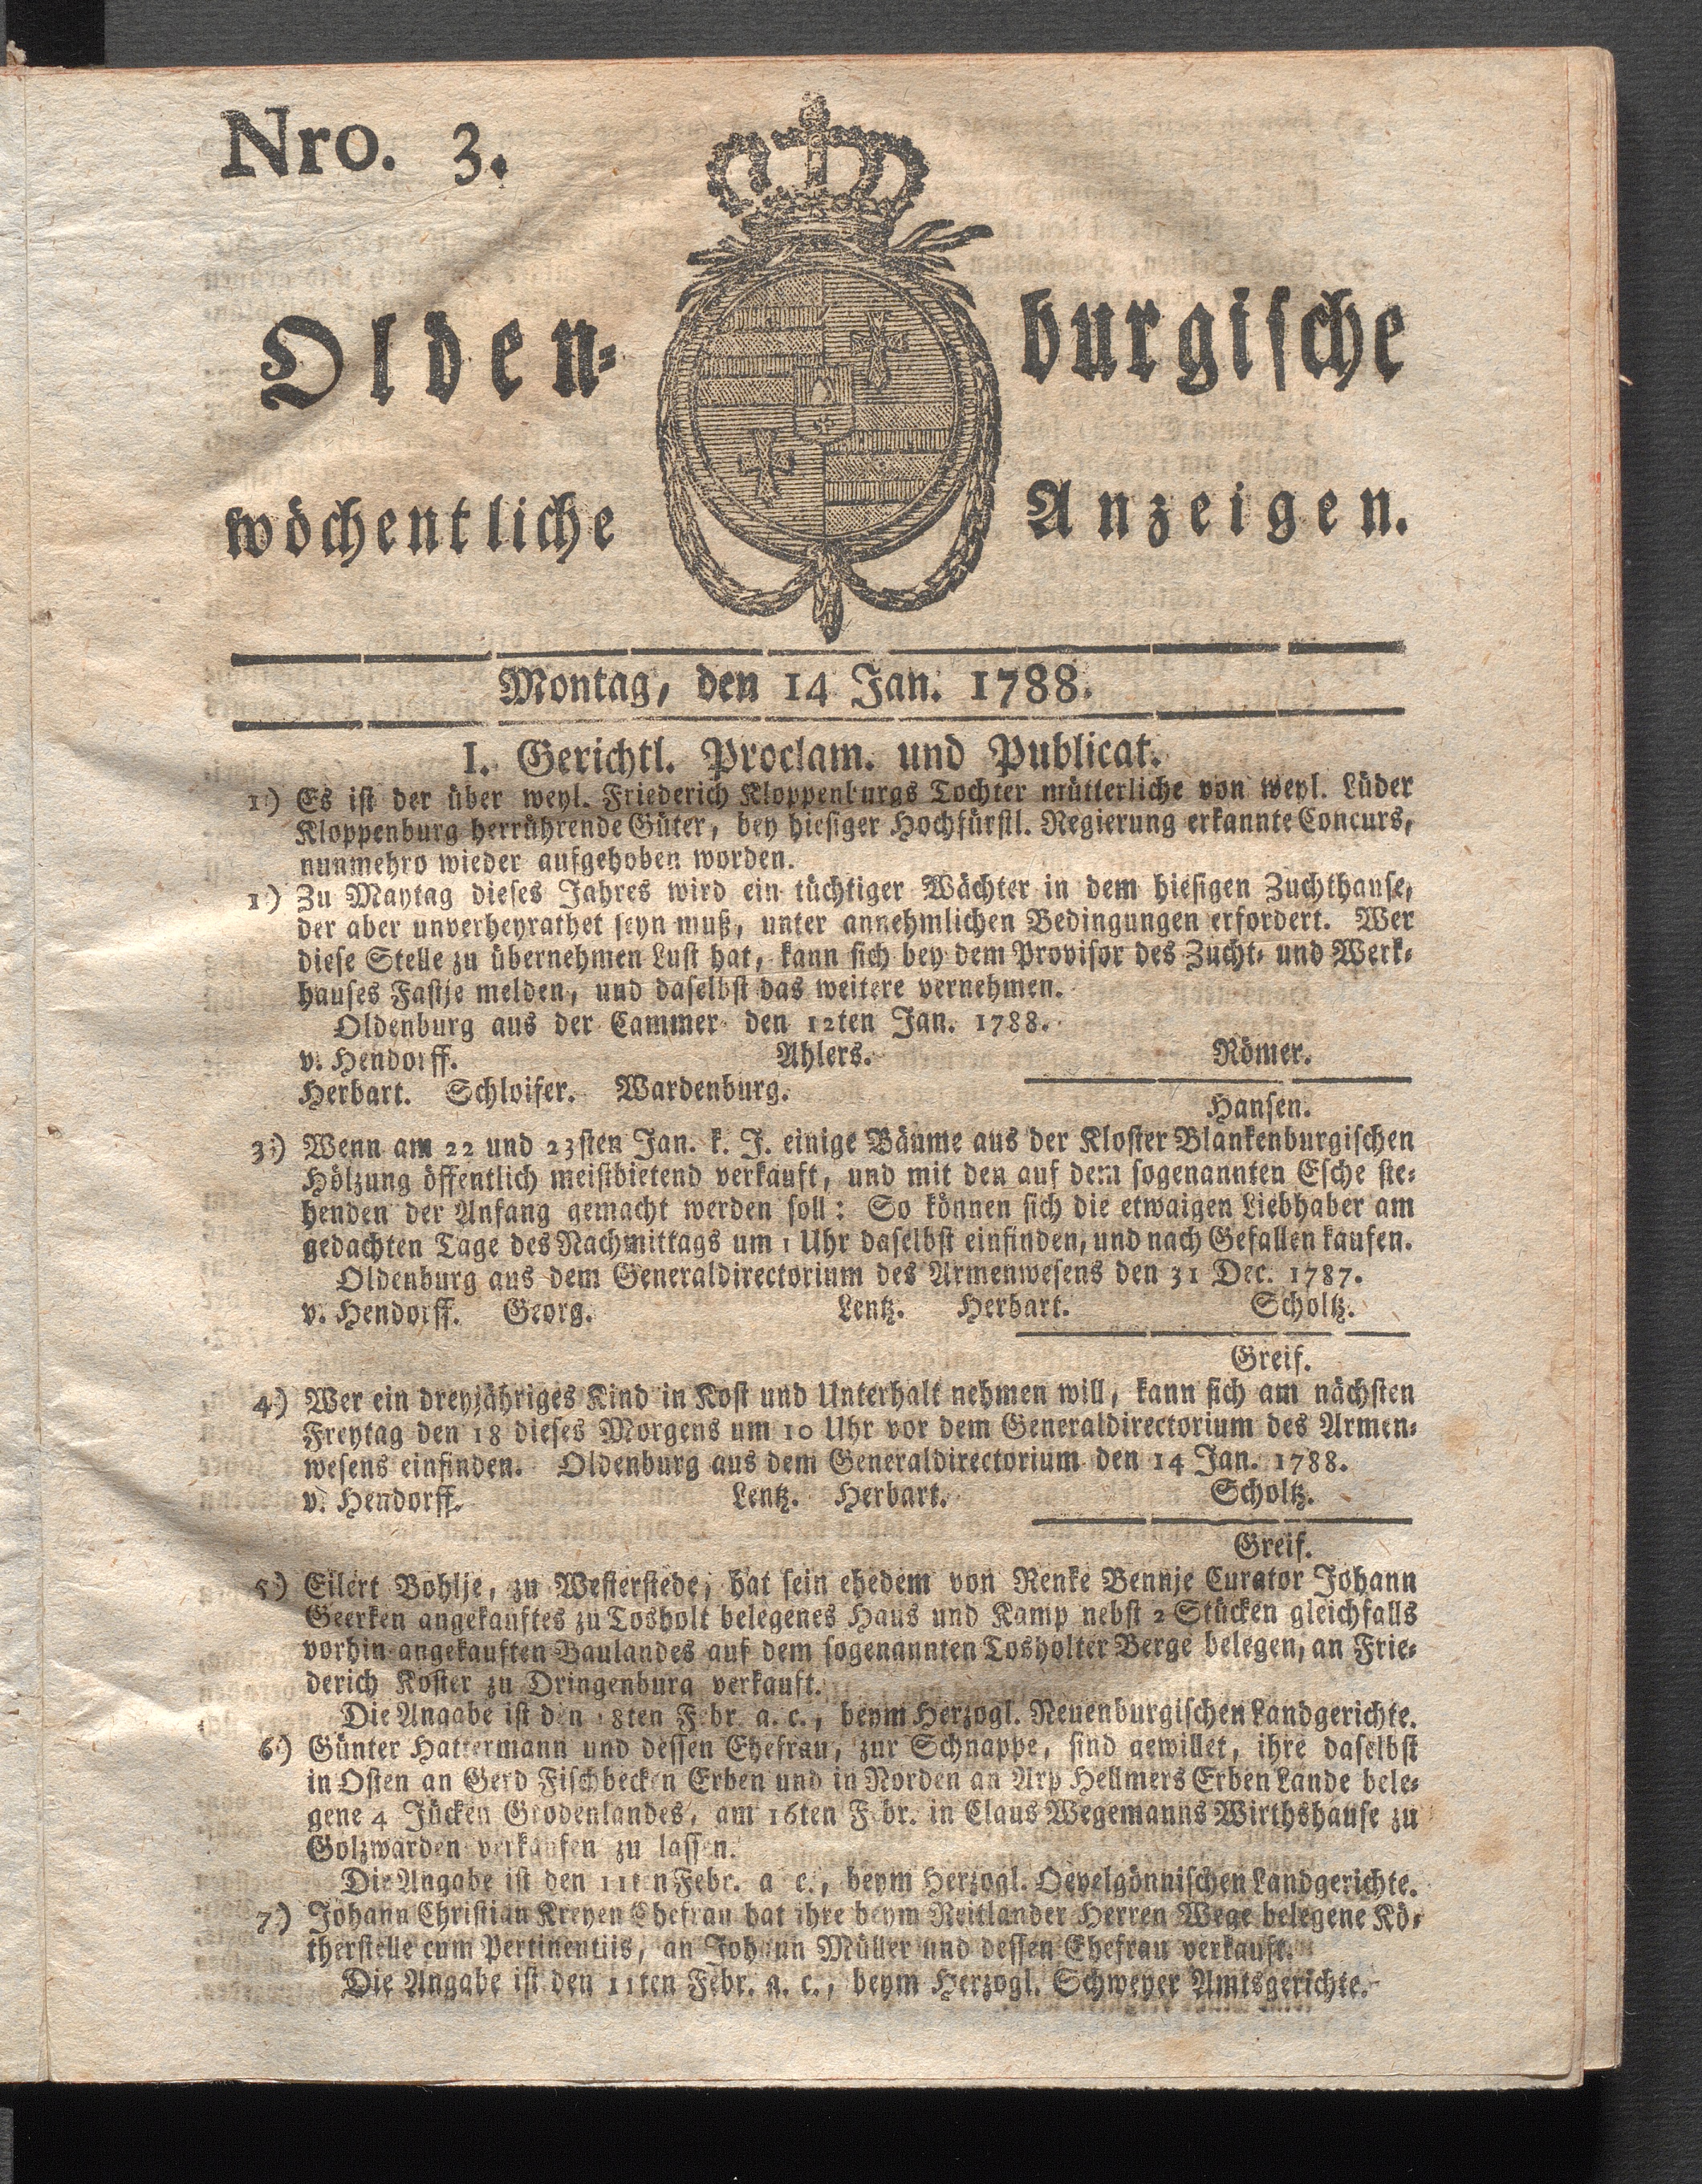 Nro. 3.
Olden- burgische
wöchentliche Anzeigen.
Montag, den 14 Jan. 1788.
I. Gerichtl. Proclam. und Publicat.
1.) Es ist der über weyl. Friederich Kloppenburgs Tochter mütterliche von weyl. Lüder
Kloppenburg herrührende Güter, bey hiesiger Hochfürstl. Regierung erkannte Concurs,
nunmehro wieder aufgehoben worden.
1.) Zu Maytag dieses Jahres wird ein tüchtiger Wächter in dem hiesigen Zuchthause,
der aber unverheyrathet seyn muß, unter annehmlichen Bedingungen erfordert. Wer
diese Stelle zu übernehmen Lust hat, kann sich bey dem Provisor des Zucht- und Werk-
hauses Fastje melden, und daselbst das weitere vernehmen.
Oldenburg aus der Cammer den 12ten Jan. 1788.
v. Hendorff. Ahlers. Römer.
Herbart. Schloifer. Wardenburg.
Hansen.
3.) Wenn am 22 und 23sten Jan. k. J. einige Bäume aus der Kloster Blankenburgischen
Hölzung öffentlich meistbietend verkauft, und mit den auf dem sogenannten Esche ste-
henden der Anfang gemacht werden soll: So können sich die etwaigen Liebhaber am
gedachten Tage des Nachmittags um 1 Uhr daselbst einfinden, und nach Gefallen kaufen.
Oldenburg aus dem Generaldirectorium des Armenwesens den 31 Dec. 1787.
v. Hendorff. Georg. Lentz. Herbart. Scholtz.
Greif.
4.) Wer ein dreyjähriges Kind in Kost und Unterhalt nehmen will, kann sich am nächsten
Freytag den 18 dieses Morgens um 10 Uhr vor dem Generaldirectorium des Armen-
wesens einfinden. Oldenburg aus dem Generaldirectorium den 14 Jan. 1788.
v. Hendorff. Lentz. Herbart. Scholtz.
Greif.
5.) Eilert Bohlje, zu Westerstede, hat sein ehedem von Renke Bennje Curator Johann
Geerken angekauftes zu Tosholt belegenes Haus und Kamp nebst 2 Stücken gleichfalls
vorhin angekauften Baulandes auf dem sogenannten Tosholter Berge belegen, an Frie-
derich Koster zu Dringenburg verkauft.
Die Angabe ist den 18ten Febr. a. c., beym Herzogl. Neuenburgischen Landgerichte.
6.) Günter Hattermann und dessen Ehefrau, zur Schnappe, sind gewillet, ihre daselbst
in Osten an Gerd Fischbecken Erben und in Norden an Arp Hellmers Erben Lande bele-
gene 4 Jücken Grodenlandes, am 16ten Febr. in Claus Wegemanns Wirthshause zu
Golzwarden verkaufen zu lassen.
Die Angabe ist den 11ten Febr. a. c., beym Herzogl. Oevelgönnischen Landgerichte.
7.) Johann Christian Kreyen Ehefrau hat ihre beym Reitlander Herren Wege belegene Kö-
therstelle cum Pertinentiis, an Johann Müller und dessen Ehefrau verkauft.
Die Angabe ist den 11ten Febr. a. c., beym Herzogl. Schweyer Amtsgerichte.